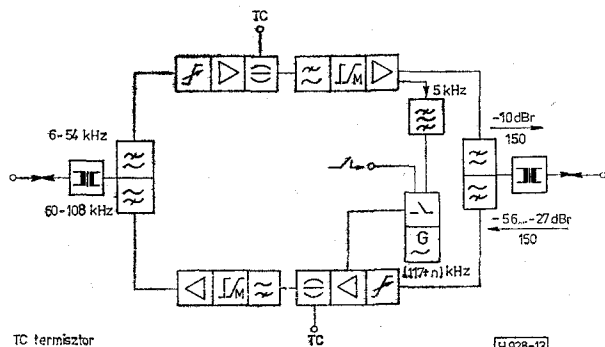 TC
5 kHz
6-54 kHz
-10 dBr
150
60-108 kHz
-56...-27 dBr
150
G
(117+n) kHz
M
M
TC
TC termisztor
H 928-13